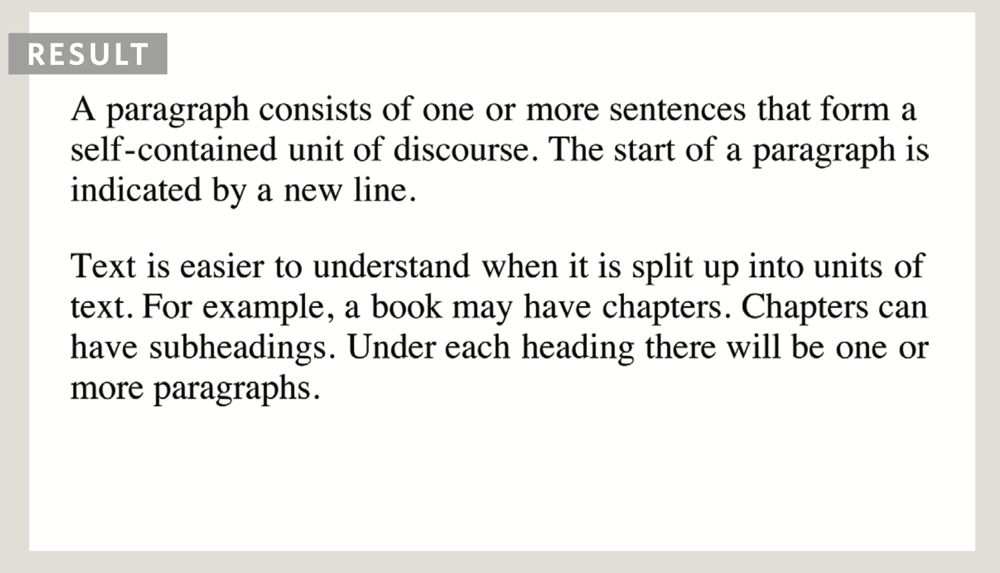 RESULT
A paragraph consists of one or more sentences that form a
self-contained unit of discourse. The start of a paragraph is
indicated by a new line.
Text is easier to understand when it is split up into units of
text. For example, a book may have chapters. Chapters can
have subheadings. Under each heading there will be one or
more paragraphs.